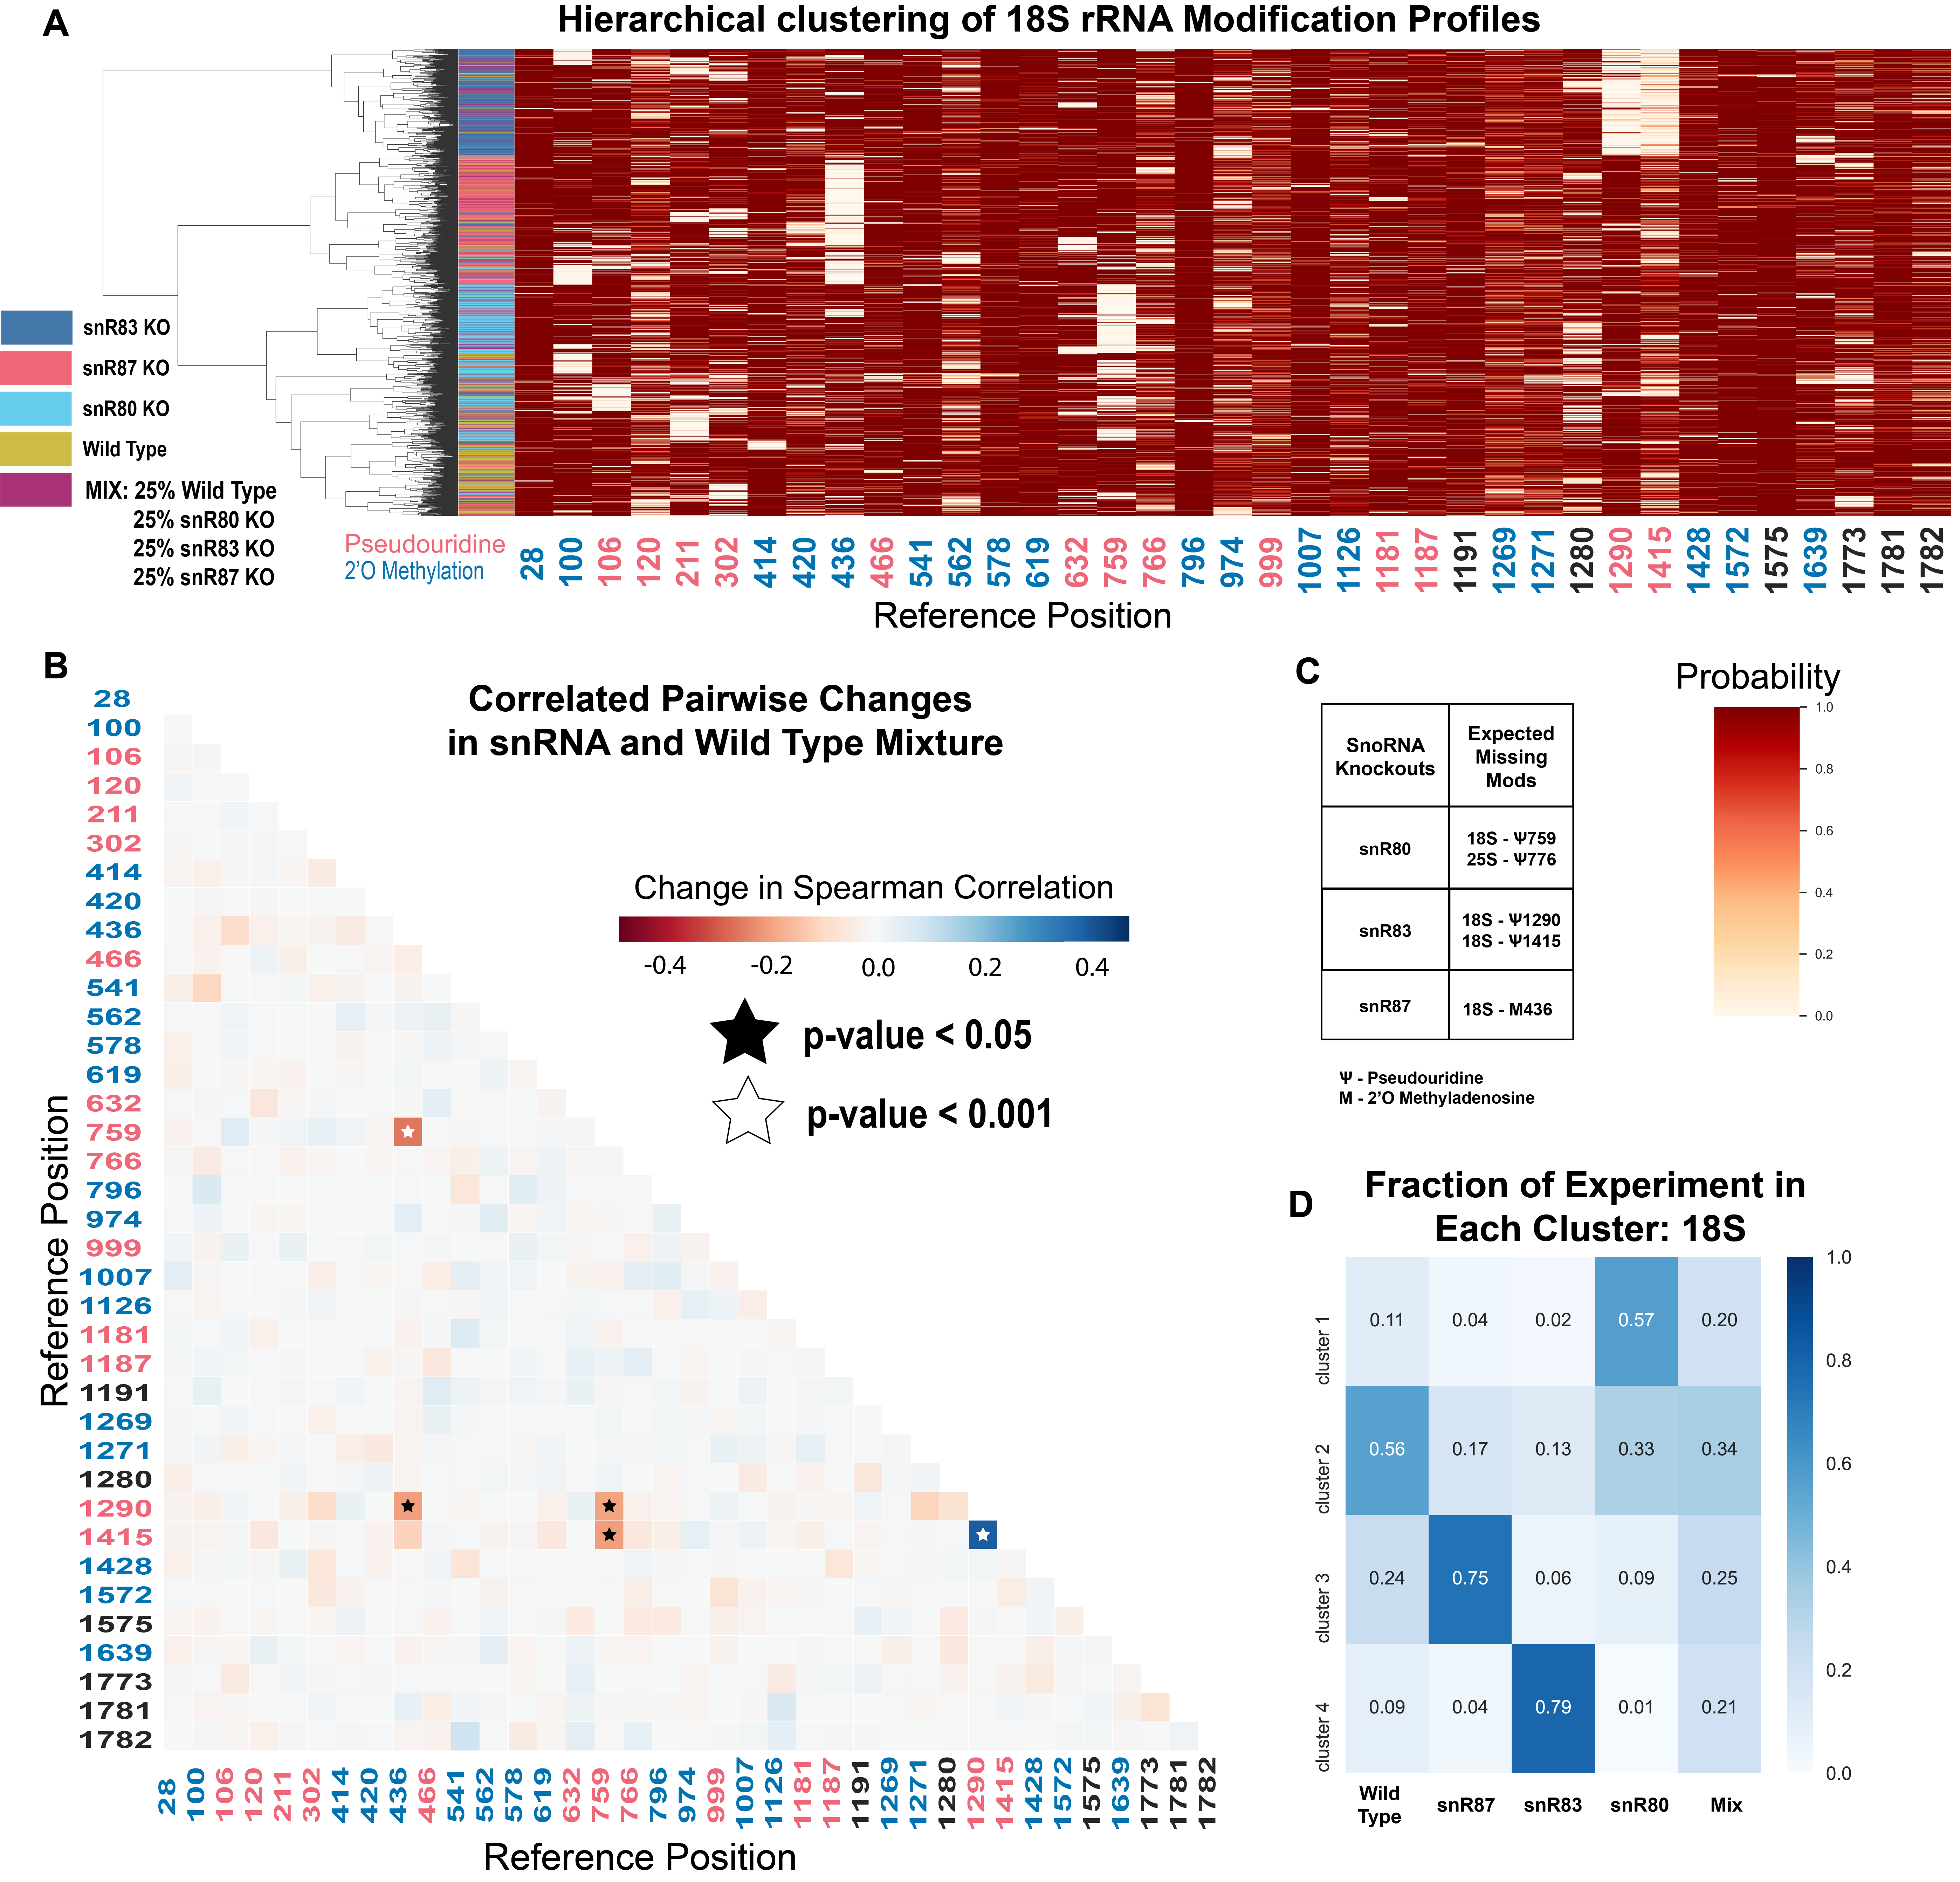 A
Hierarchical clustering of 18S rRNA Modification Profiles
snR83 KO
snR87 KO
snR80 KO
Wild Type
MIX: 25% Wild Type
25% snR80 KO
25% snR83 KO
25% snR87 KO
Pseudouridine
2'O Methylation
28 100 106 120 211 302 414 420 436 466 541 562 578 619 632 759 766 796 974 999 1007 1126 1181 1187 1191 1269 1271 1280 1290 1415 1428 1572 1575 1639 1773 1781 1782
Reference Position
B
Correlated Pairwise Changes
in snRNA and Wild Type Mixture
Reference Position
28
100
106
120
211
302
414
420
436
466
541
562
578
619
632
759
766
796
974
999
1007
1126
1181
1187
1191
1269
1271
1280
1290
1415
1428
1572
1575
1639
1773
1781
1782
Change in Spearman Correlation
-0.4 -0.2 0.0 0.2 0.4
p-value < 0.05
p-value < 0.001
28 100 106 120 211 302 414 420 436 466 541 562 578 619 632 759 766 796 974 999 1007 1126 1181 1187 1191 1269 1271 1280 1290 1415 1428 1572 1575 1639 1773 1781 1782
Reference Position
C
SnoRNA
Knockouts
Expected
Missing
Mods
snR80
18S - Ψ759
25S - Ψ776
snR83
18S - Ψ1290
18S - Ψ1415
snR87
18S - M436
Ψ - Pseudouridine
M - 2'O Methyladenosine
Probability
1.0
0.8
0.6
0.4
0.2
0.0
D
Fraction of Experiment in
Each Cluster: 18S
cluster 1
0.11 0.04 0.02 0.57 0.20
cluster 2
0.56 0.17 0.13 0.33 0.34
cluster 3
0.24 0.75 0.06 0.09 0.25
cluster 4
0.09 0.04 0.79 0.01 0.21
Wild
Type
snR87
snR83
snR80
Mix
1.0
0.8
0.6
0.4
0.2
0.0